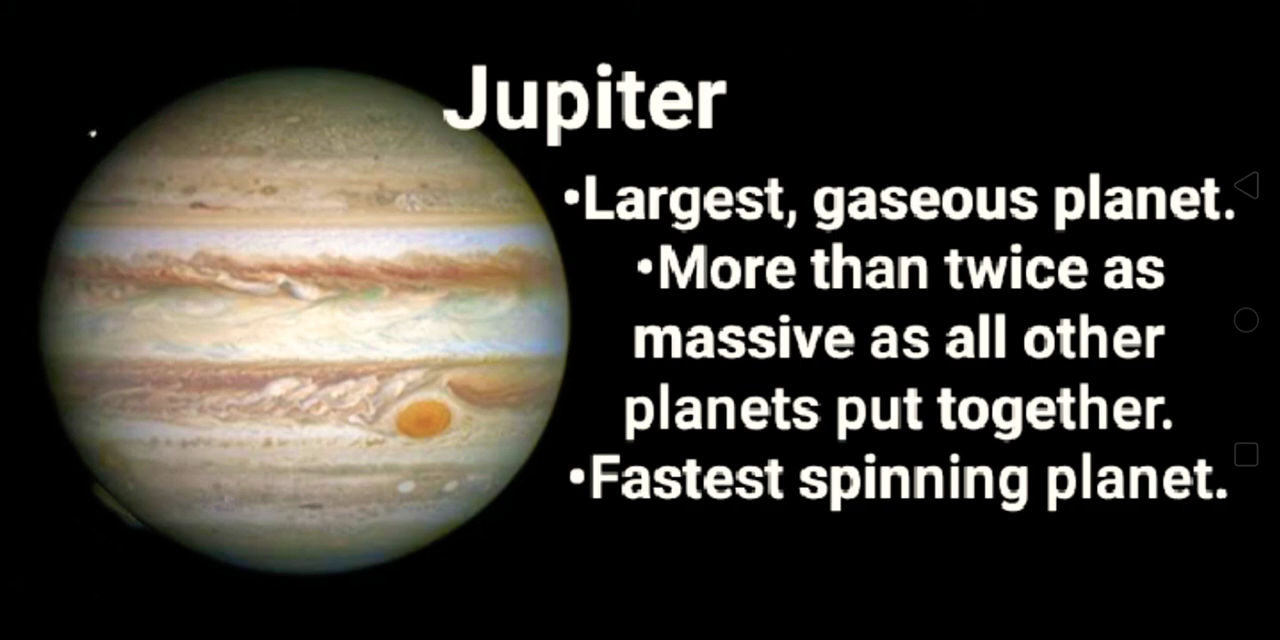 Jupiter
•Largest, gaseous planet.
•More than twice as
massive as all other
planets put together.
•Fastest spinning planet.